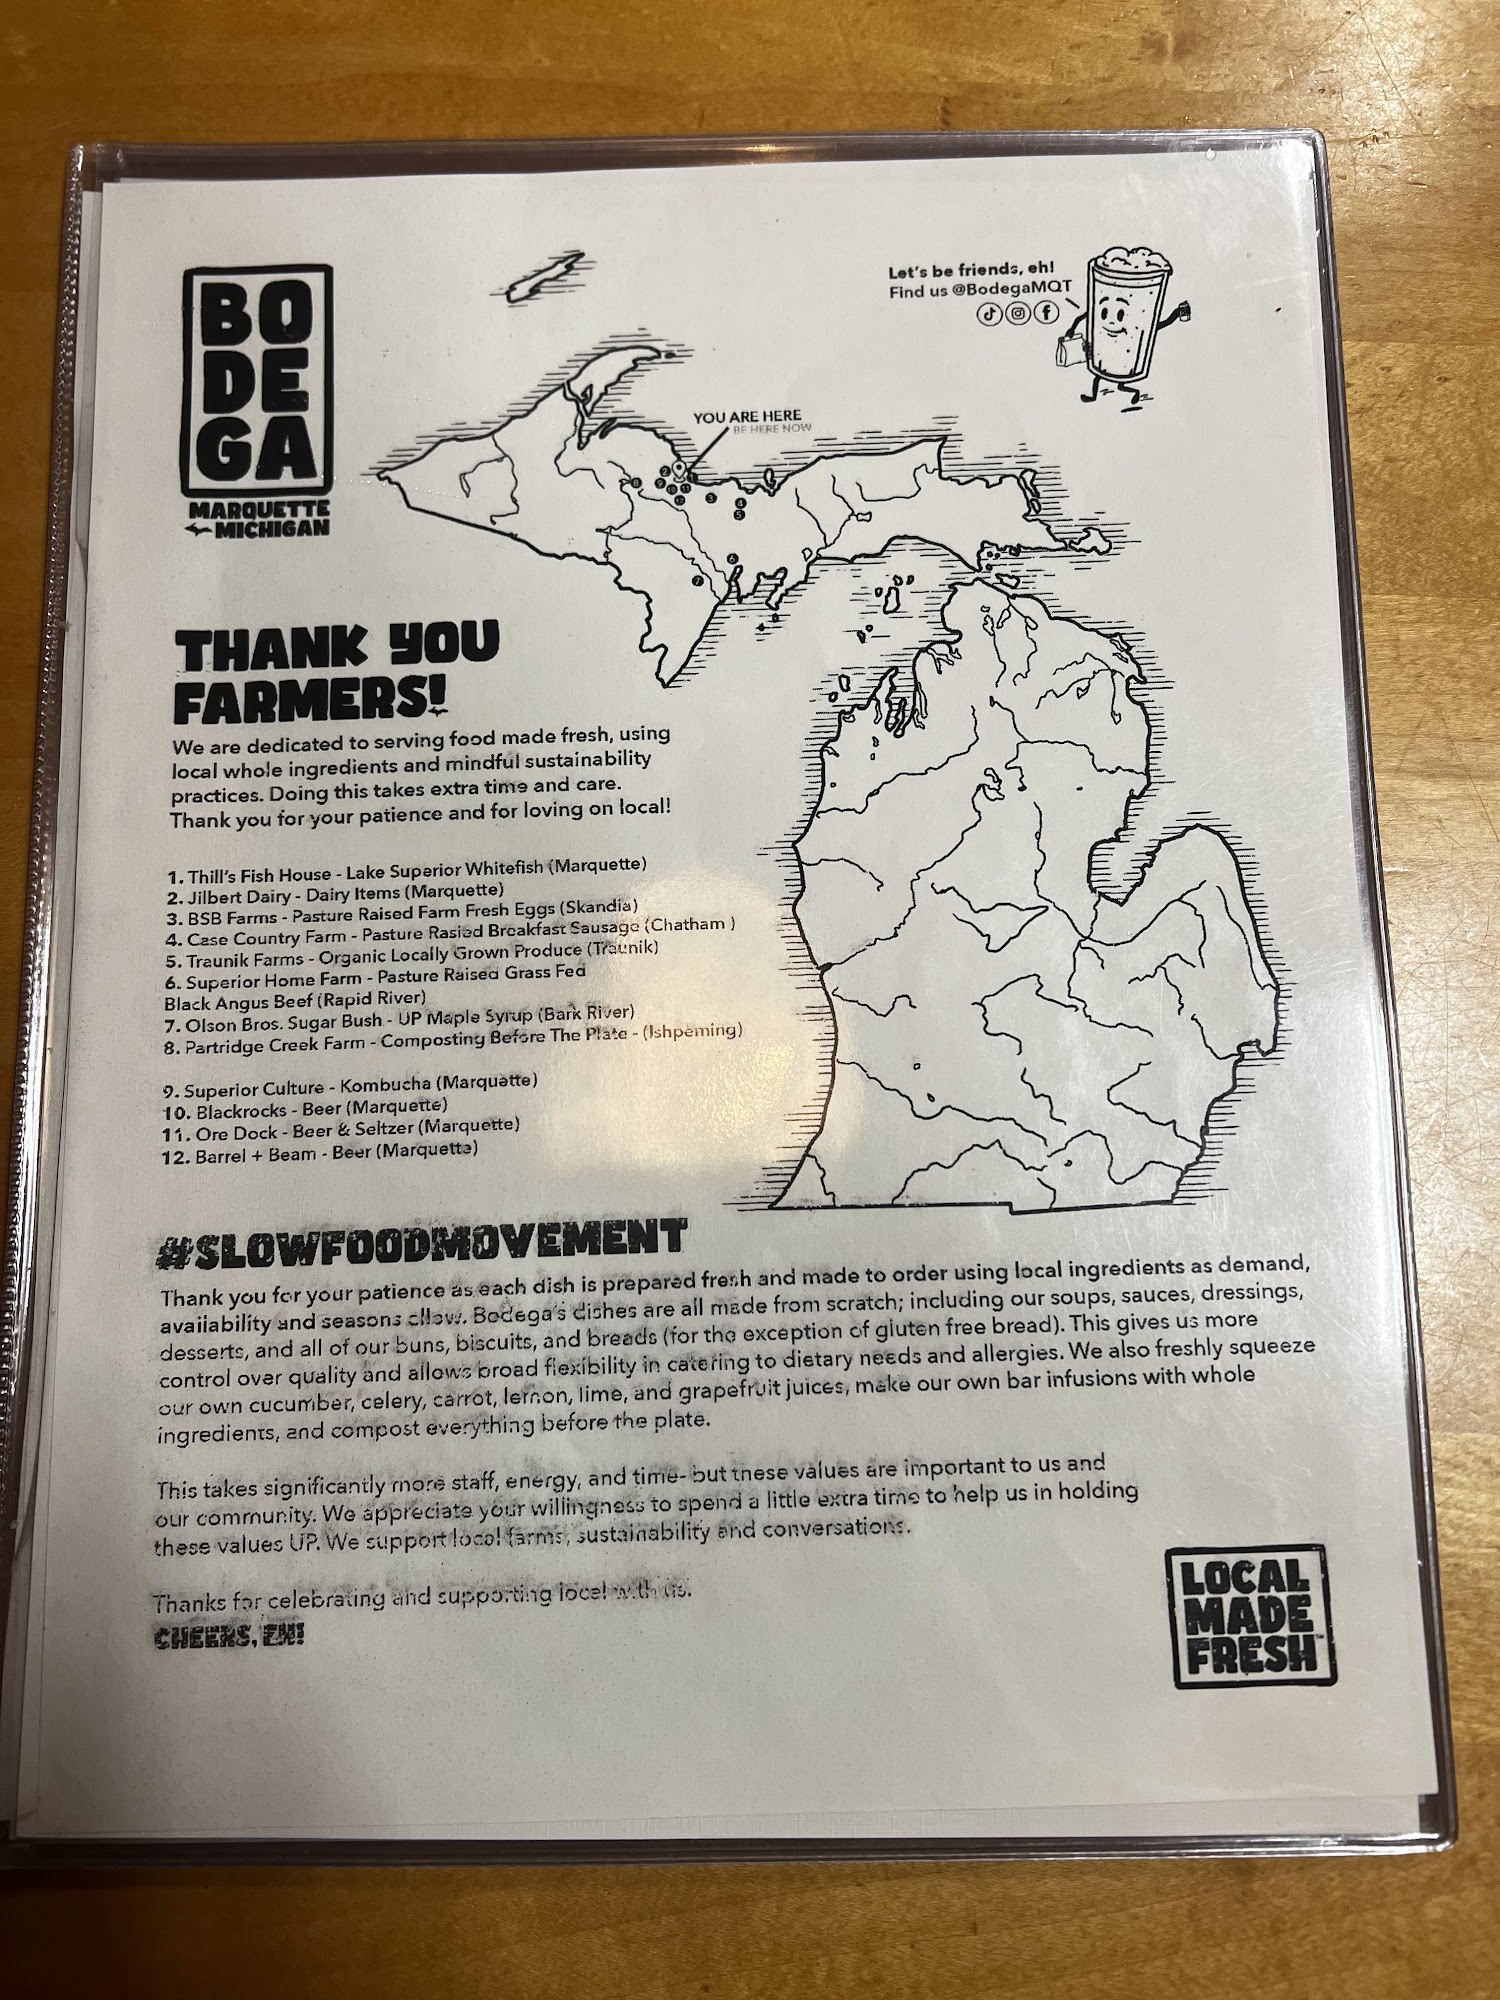 BO
DE
GA
MARQUETTE
MICHIGAN
Let's be friends, eh!
Find us @BodegaMQT
YOU ARE HERE
BE HERE NOW
THANK YOU
FARMERS!
We are dedicated to serving food made fresh, using
local whole ingredients and mindful sustainability
practices. Doing this takes extra time and care.
Thank you for your patience and for loving on local!
1. Thill's Fish House - Lake Superior Whitefish (Marquette)
2. Jilbert Dairy - Dairy Items (Marquette)
3. BSB Farms - Pasture Raised Farm Fresh Eggs (Skandia)
4. Case Country Farm - Pasture Rasied Breakfast Sausage (Chatham )
5. Traunik Farms - Organic Locally Grown Produce (Traunik)
6. Superior Home Farm - Pasture Raised Grass Fed
Black Angus Beef (Rapid River)
7. Olson Bros. Sugar Bush - UP Maple Syrup (Bark River)
8. Partridge Creek Farm - Composting Before The Plate - (Ishpeming)
9. Superior Culture - Kombucha (Marquette)
10. Blackrocks - Beer (Marquette)
11. Ore Dock - Beer & Seltzer (Marquette)
12. Barrel + Beam - Beer (Marquette)
#SLOWFOODMOVEMENT
Thank you for your patience as each dish is prepared fresh and made to order using local ingredients as demand,
availability and seasons allow. Bodega's dishes are all made from scratch; including our soups, sauces, dressings,
desserts, and all of our buns, biscuits, and breads (for the exception of gluten free bread). This gives us more
control over quality and allows broad flexibility in catering to dietary needs and allergies. We also freshly squeeze
our own cucumber, celery, carrot, lemon, lime, and grapefruit juices, make our own bar infusions with whole
ingredients, and compost everything before the plate.
This takes significantly more staff, energy, and time- but these values are important to us and
our community. We appreciate your willingness to spend a little extra time to help us in holding
these values UP. We support local farms, sustainability and conversations.
Thanks for celebrating and supporting local with us.
CHEERS, EH!
LOCAL
MADE
FRESH